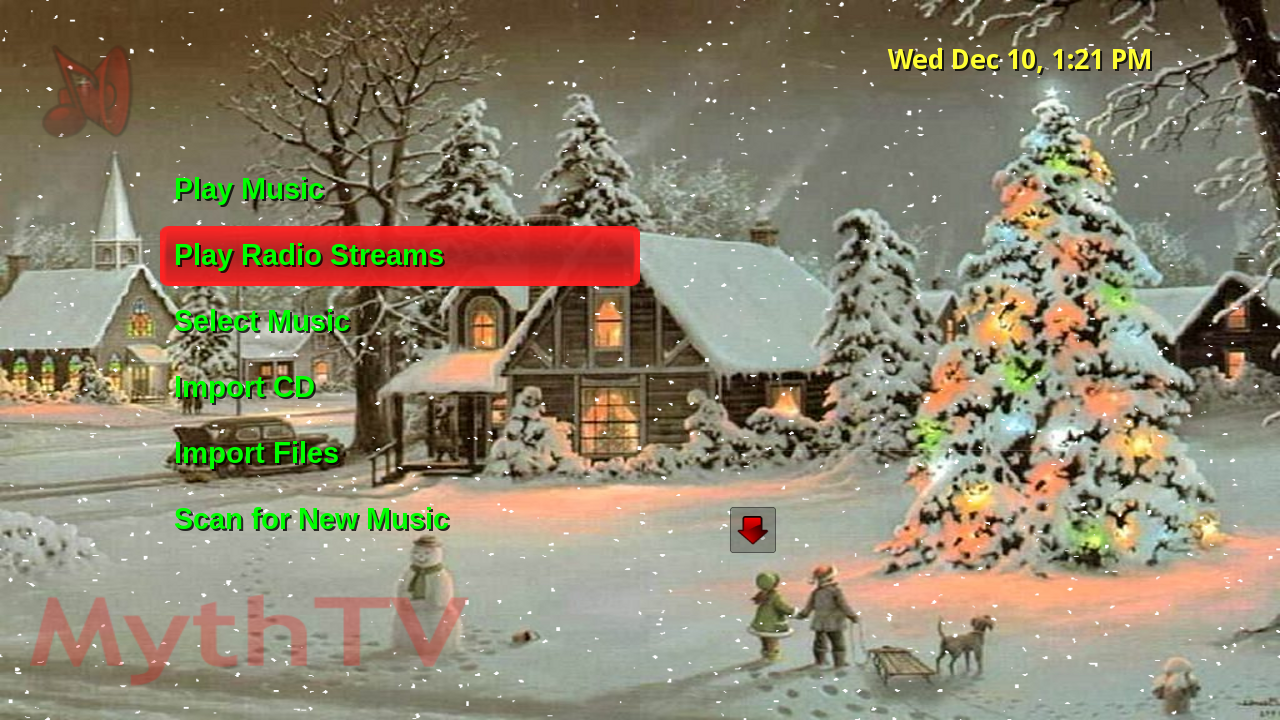 Wed Dec 10, 1:21 PM
Play Music
Play Radio Streams
Select Music
Import CD
Import Files
Scan for New Music
MythTV